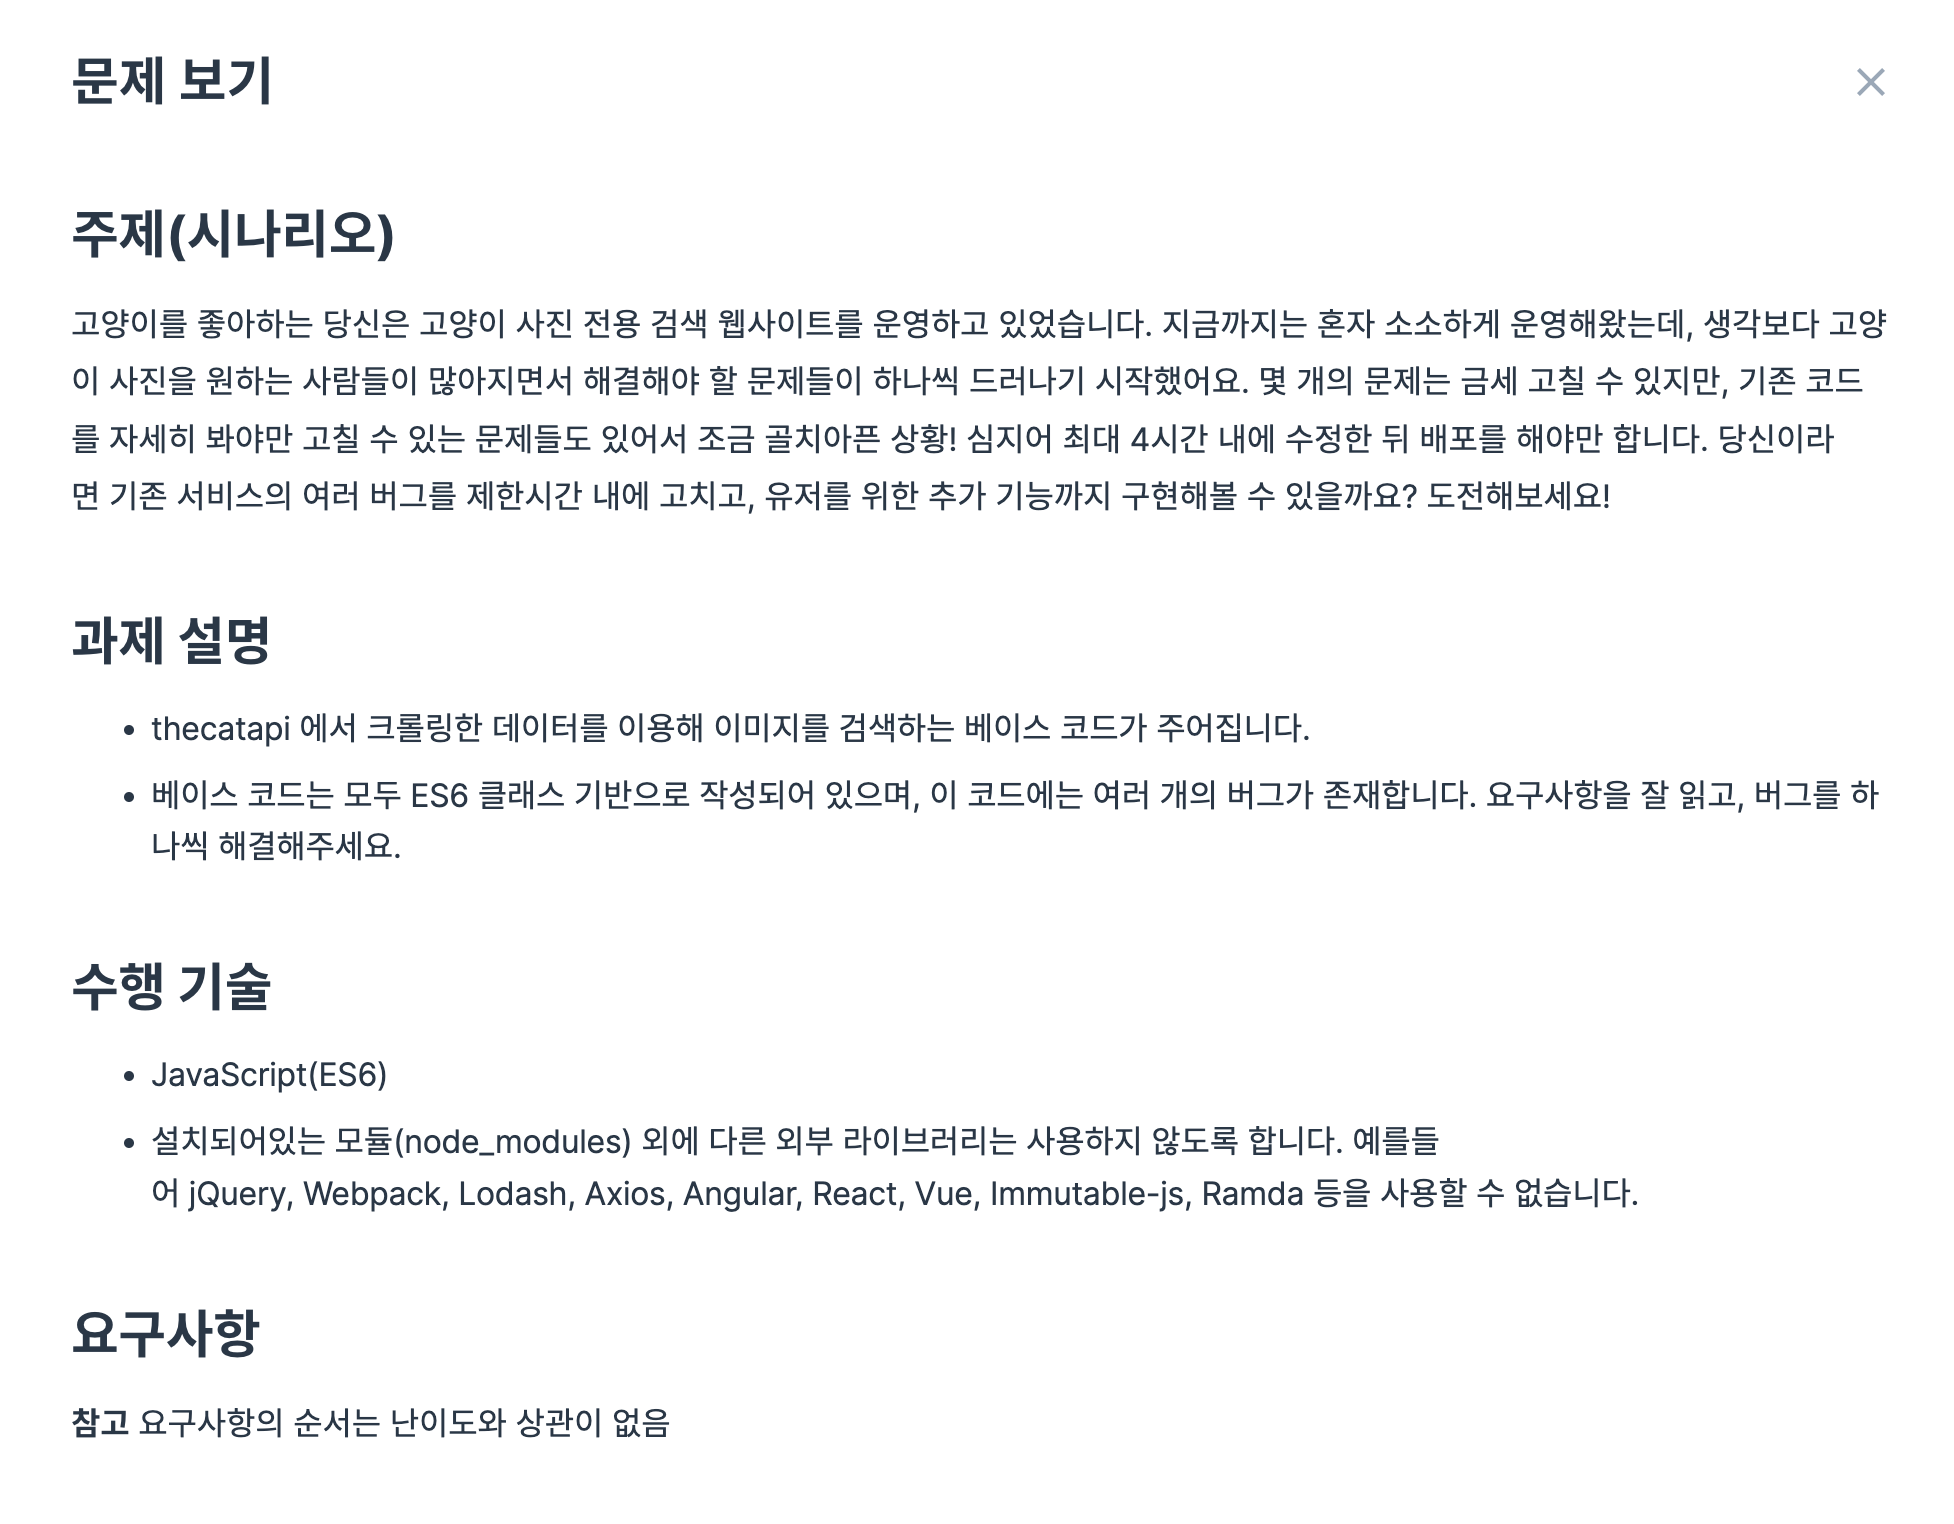 문제 보기
주제(시나리오)
고양이를 좋아하는 당신은 고양이 사진 전용 검색 웹사이트를 운영하고 있었습니다. 지금까지는 혼자 소소하게 운영해왔는데, 생각보다 고양
이 사진을 원하는 사람들이 많아지면서 해결해야 할 문제들이 하나씩 드러나기 시작했어요. 몇 개의 문제는 금세 고칠 수 있지만, 기존 코드
를 자세히 봐야만 고칠 수 있는 문제들도 있어서 조금 골치아픈 상황! 심지어 최대 4시간 내에 수정한 뒤 배포를 해야만 합니다. 당신이라
면 기존 서비스의 여러 버그를 제한시간 내에 고치고, 유저를 위한 추가 기능까지 구현해볼 수 있을까요? 도전해보세요!
과제 설명
• thecatapi 에서 크롤링한 데이터를 이용해 이미지를 검색하는 베이스 코드가 주어집니다.
• 베이스 코드는 모두 ES6 클래스 기반으로 작성되어 있으며, 이 코드에는 여러 개의 버그가 존재합니다. 요구사항을 잘 읽고, 버그를 하
나씩 해결해주세요.
수행 기술
• JavaScript(ES6)
• 설치되어있는 모듈(node_modules) 외에 다른 외부 라이브러리는 사용하지 않도록 합니다. 예를들
어 jQuery, Webpack, Lodash, Axios, Angular, React, Vue, Immutable-js, Ramda 등을 사용할 수 없습니다.
요구사항
참고 요구사항의 순서는 난이도와 상관이 없음